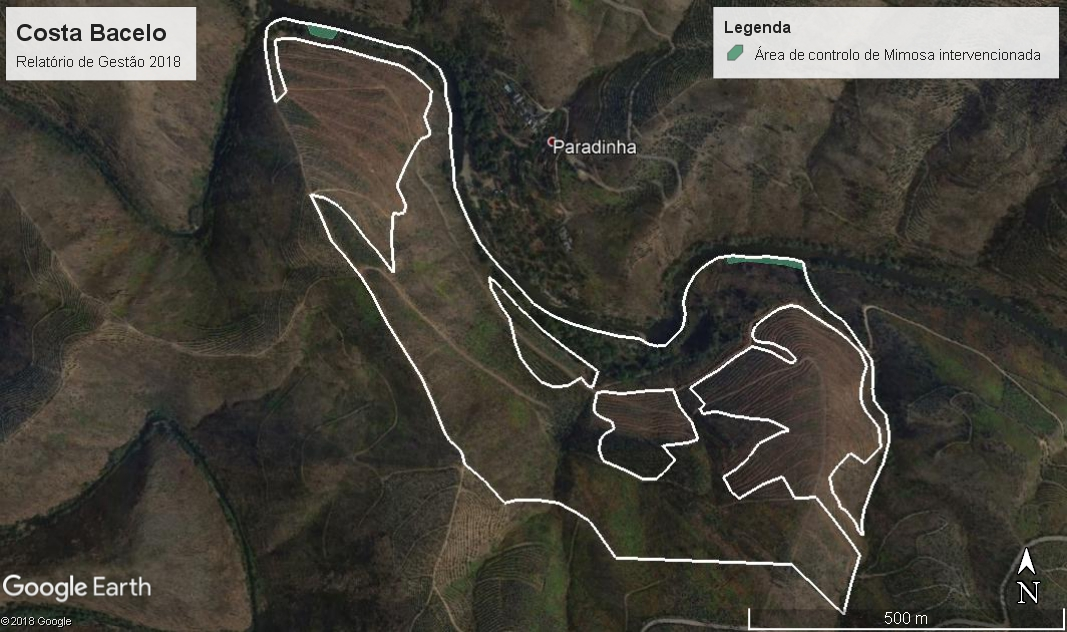 Costa Bacelo
Relatório de Gestão 2018
Legenda
Área de controlo de Mimosa intervencionada
Paradinha
Google Earth
©2018 Google
N
500 m